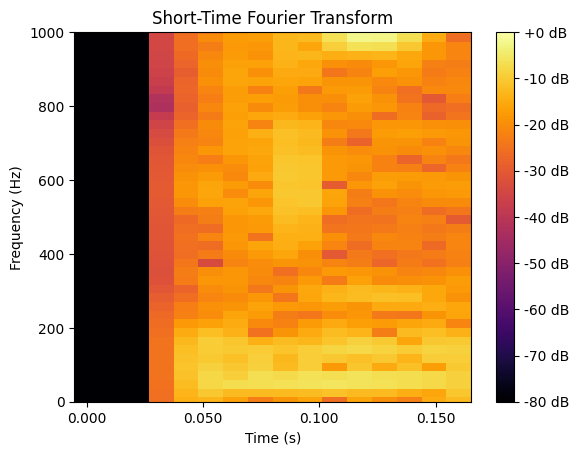 Short-Time Fourier Transform
1000
800
600
400
200
0
Frequency (Hz)
0.000
0.050
0.100
0.150
Time (s)
+0 dB
-10 dB
-20 dB
-30 dB
-40 dB
-50 dB
-60 dB
-70 dB
-80 dB